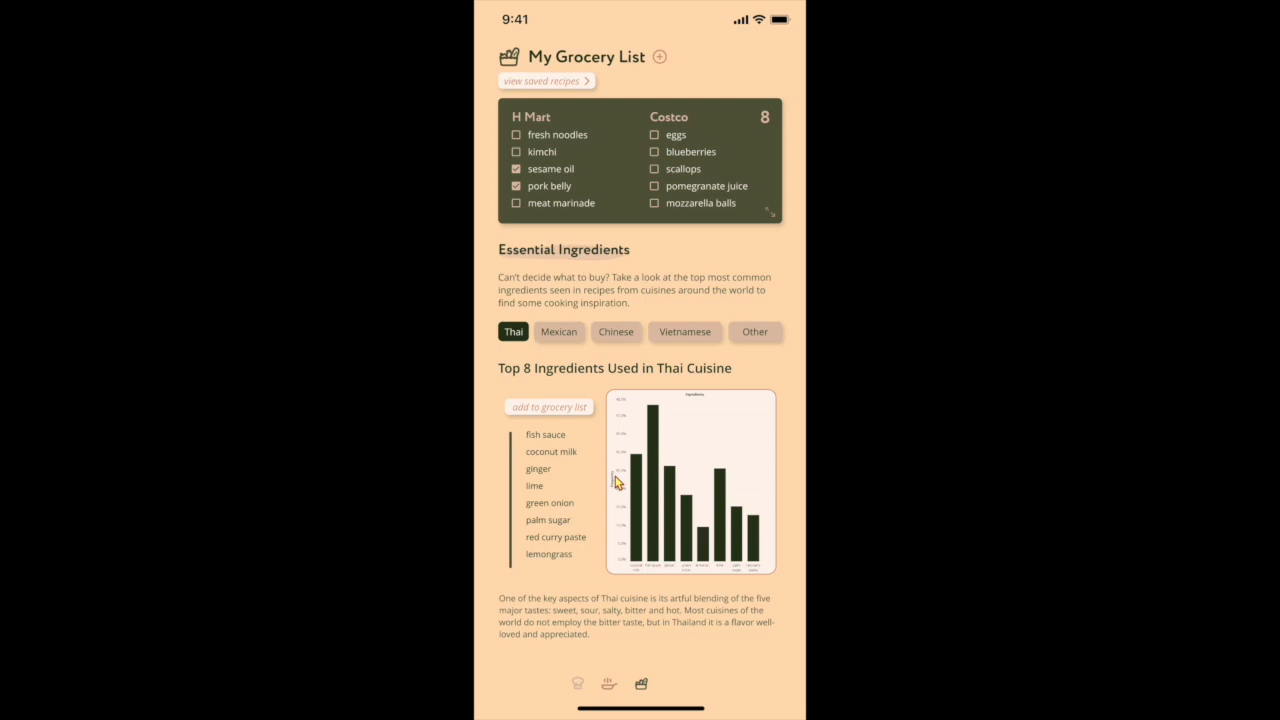 9:41
My Grocery List
view saved recipes
H Mart
fresh noodles
kimchi
sesame oil
pork belly
meat marinade
Costco
8
eggs
blueberries
scallops
pomegranate juice
mozzarella balls
Essential Ingredients
Can't decide what to buy? Take a look at the top most common
ingredients seen in recipes from cuisines around the world to
find some cooking inspiration.
Thai
Mexican
Chinese
Vietnamese
Other
Top 8 Ingredients Used in Thai Cuisine
add to grocery list
fish sauce
coconut milk
ginger
lime
green onion
palm sugar
red curry paste
lemongrass
Ingredients
One of the key aspects of Thai cuisine is its artful blending of the five
major tastes: sweet, sour, salty, bitter and hot. Most cuisines of the
world do not employ the bitter taste, but in Thailand it is a flavor well-
loved and appreciated.